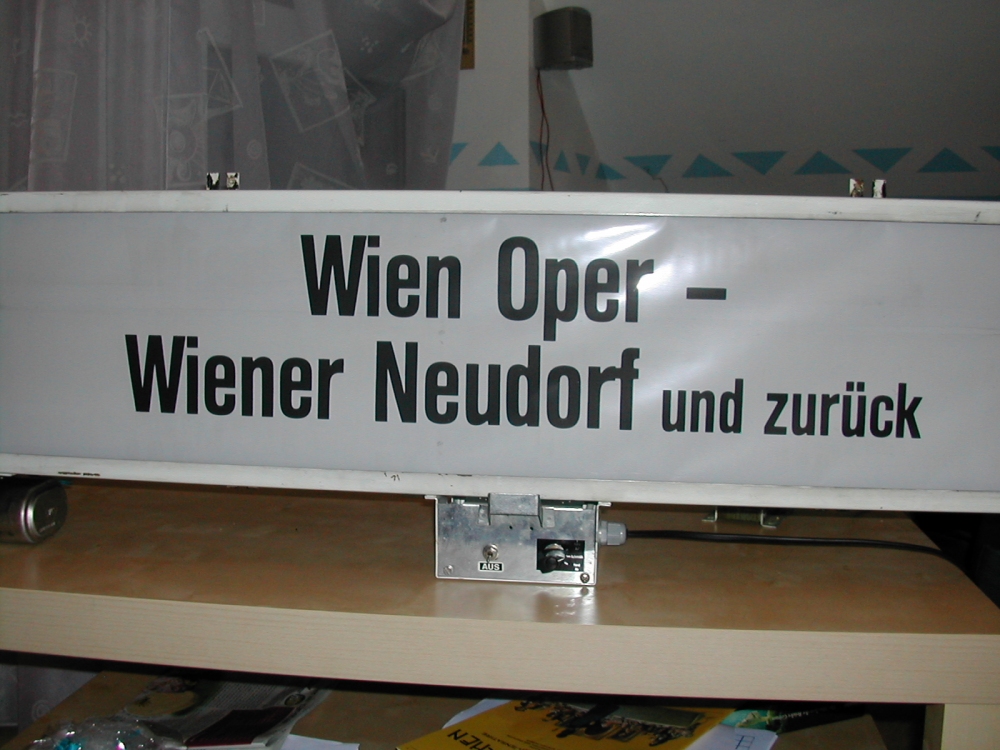 Wien Oper –
Wiener Neudorf und zurück
AUS